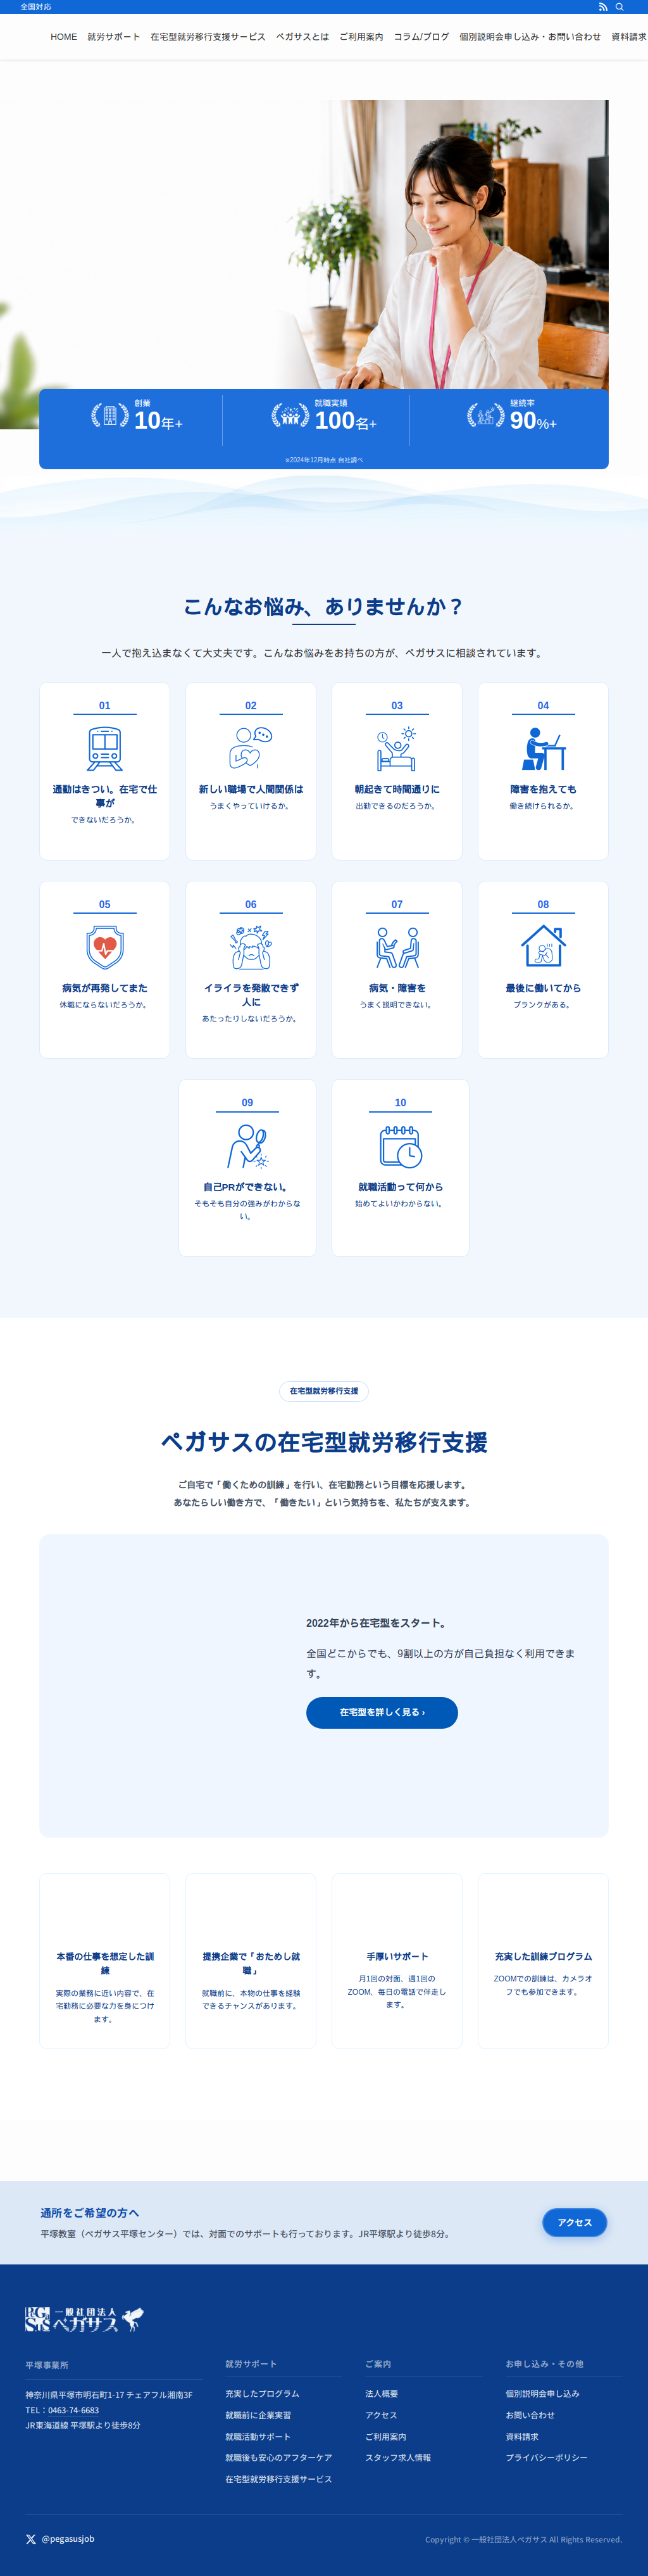 全国対応
HOME 就労サポート 在宅型就労移行支援サービス ペガサスとは ご利用案内 コラム/ブログ 個別説明会申し込み・お問い合わせ 資料請求
創業
10年+
就職実績
100名+
継続率
90%+
※2024年12月時点 自社調べ
こんなお悩み、ありませんか？
一人で抱え込まなくて大丈夫です。こんなお悩みをお持ちの方が、ペガサスに相談されています。
01
通勤はきつい。在宅で仕
事が
できないだろうか。
02
新しい職場で人間関係は
うまくやっていけるか。
03
朝起きて時間通りに
出勤できるのだろうか。
04
障害を抱えても
働き続けられるか。
05
病気が再発してまた
休職にならないだろうか。
06
イライラを発散できず
人に
あたったりしないだろうか。
07
病気・障害を
うまく説明できない。
08
最後に働いてから
ブランクがある。
09
自己PRができない。
そもそも自分の強みがわからな
い。
10
就職活動って何から
始めてよいかわからない。
在宅型就労移行支援
ペガサスの在宅型就労移行支援
ご自宅で「働くための訓練」を行い、在宅勤務という目標を応援します。
あなたらしい働き方で、「働きたい」という気持ちを、私たちが支えます。
2022年から在宅型をスタート。
全国どこからでも、9割以上の方が自己負担なく利用できま
す。
在宅型を詳しく見る ›
本番の仕事を想定した訓
練
実際の業務に近い内容で、在
宅勤務に必要な力を身につけ
ます。
提携企業で「おためし就
職」
就職前に、本物の仕事を経験
できるチャンスがあります。
手厚いサポート
月1回の対面、週1回の
ZOOM、毎日の電話で伴走し
ます。
充実した訓練プログラム
ZOOMでの訓練は、カメラオ
フでも参加できます。
通所をご希望の方へ
平塚教室（ペガサス平塚センター）では、対面でのサポートも行っております。JR平塚駅より徒歩8分。
アクセス
一般社団法人
ペガサス
平塚事業所
神奈川県平塚市明石町1-17 チェアフル湘南3F
TEL：0463-74-6683
JR東海道線 平塚駅より徒歩8分
就労サポート
充実したプログラム
就職前に企業実習
就職活動サポート
就職後も安心のアフターケア
在宅型就労移行支援サービス
ご案内
法人概要
アクセス
ご利用案内
スタッフ求人情報
お申し込み・その他
個別説明会申し込み
お問い合わせ
資料請求
プライバシーポリシー
@pegasusjob
Copyright © 一般社団法人ペガサス All Rights Reserved.